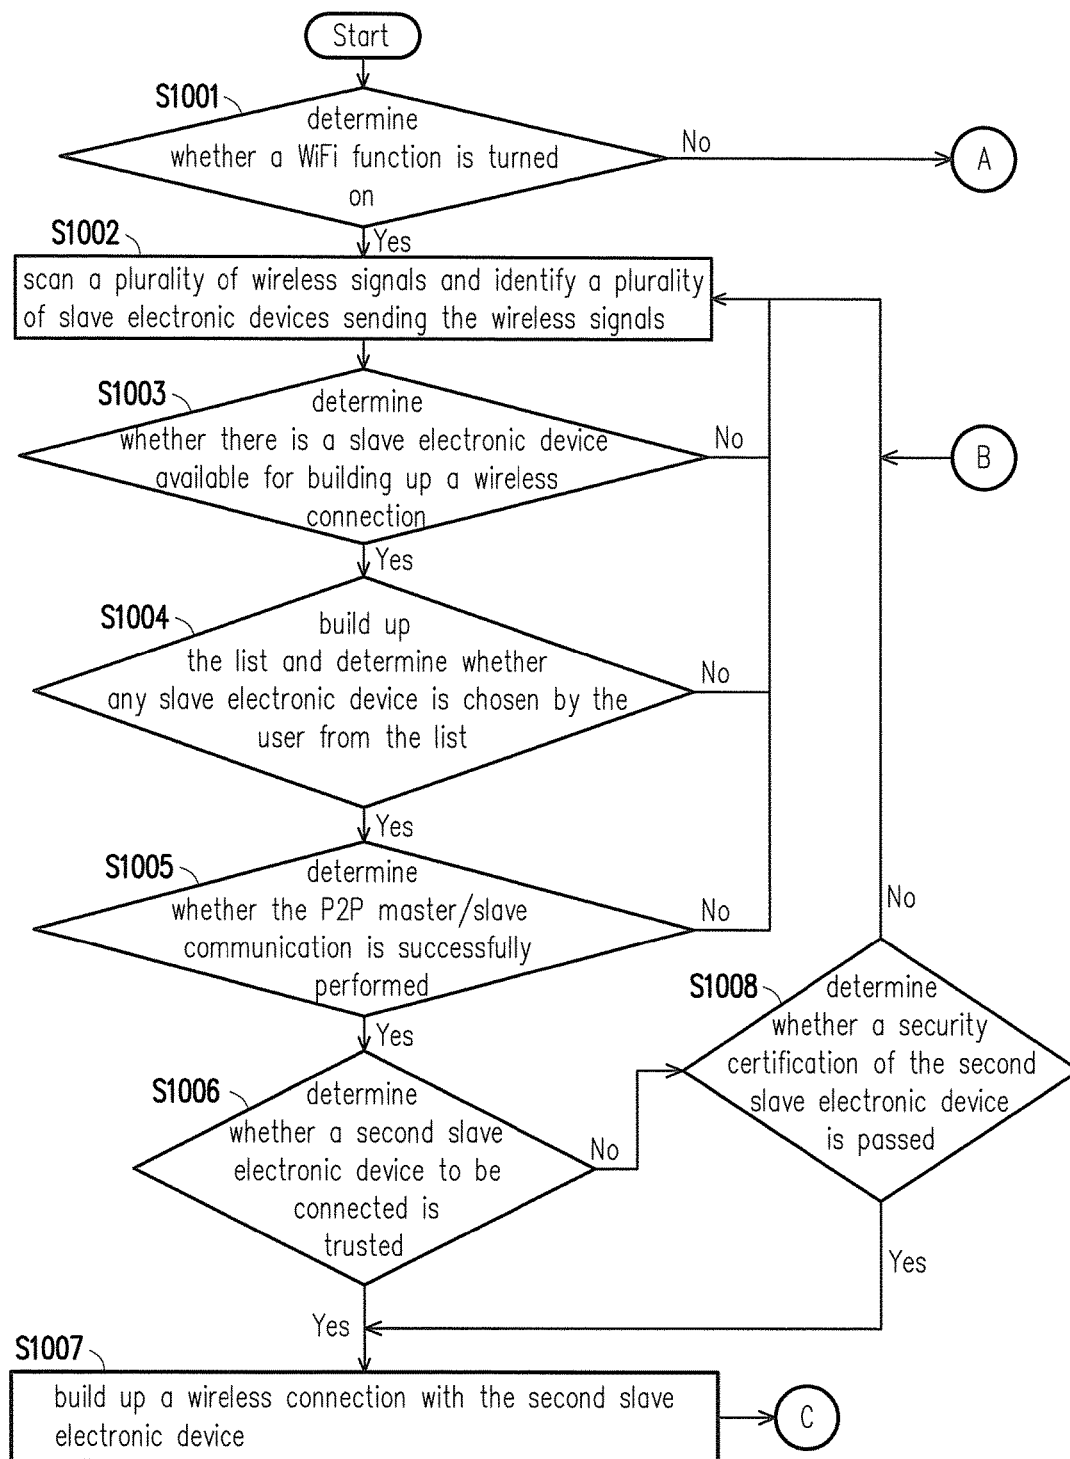 Start
S1001
determine
whether a WiFi function is turned
on
No
A
Yes
S1002
scan a plurality of wireless signals and identify a plurality
of slave electronic devices sending the wireless signals
S1003
determine
whether there is a slave electronic device
available for building up a wireless
connection
No
B
Yes
S1004
build up
the list and determine whether
any slave electronic device is chosen by the
user from the list
No
Yes
S1005
determine
whether the P2P master/slave
communication is successfully
performed
No
No
Yes
S1008
determine
whether a security
certification of the second
slave electronic device
is passed
S1006
determine
whether a second slave
electronic device to be
connected is
trusted
No
Yes
Yes
S1007
build up a wireless connection with the second slave
electronic device
C